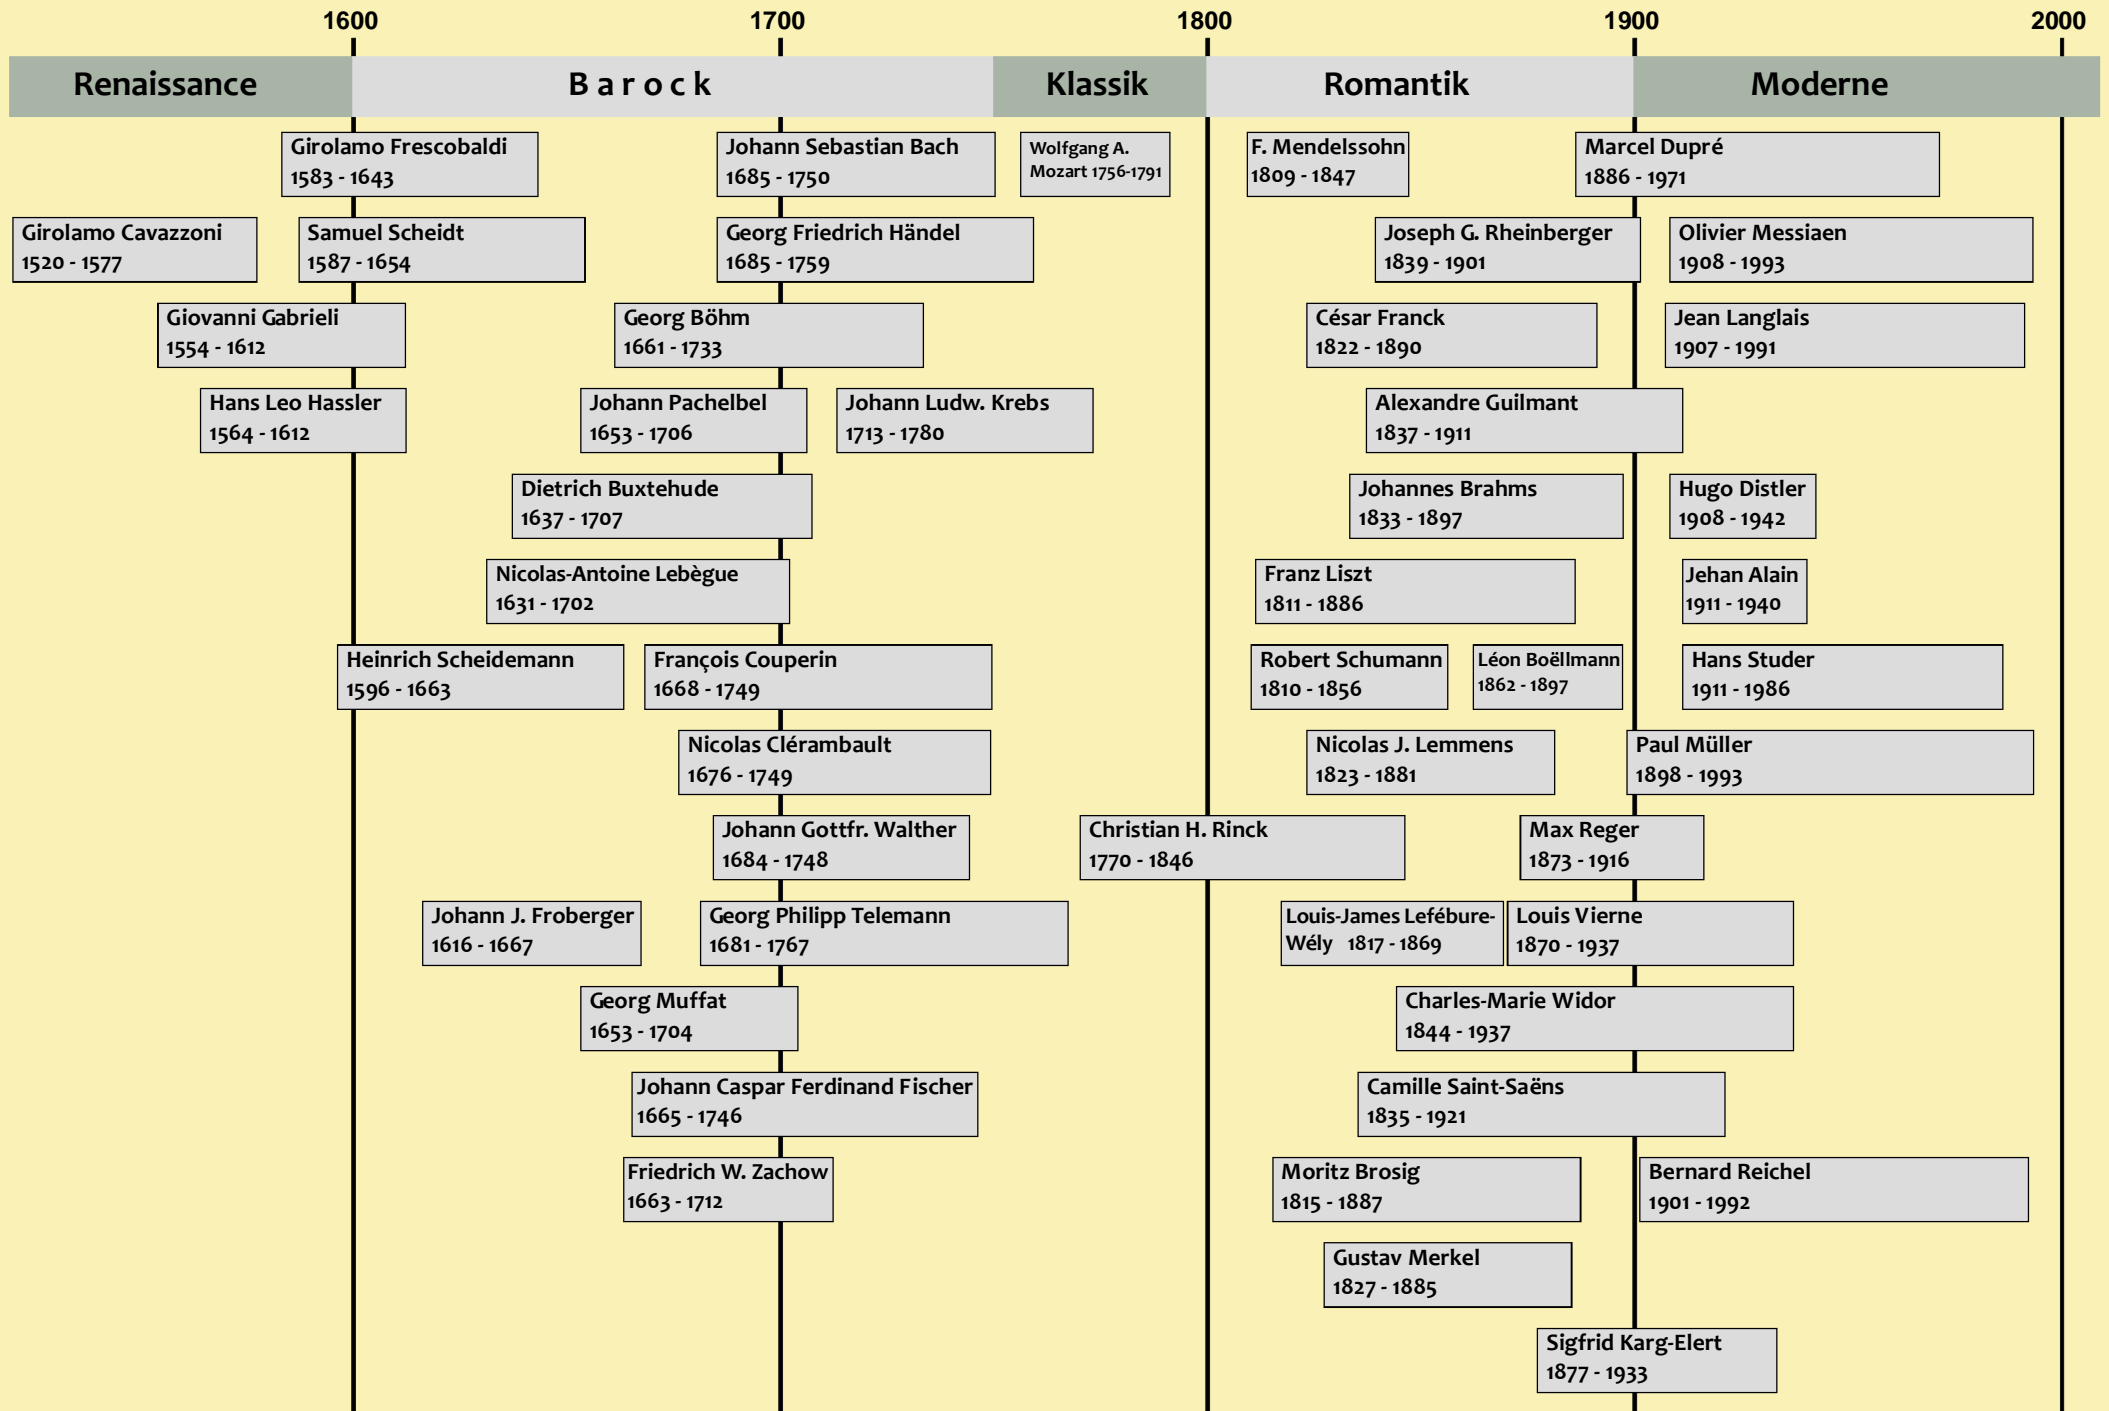 1600 1700 1800 1900 2000
Renaissance Barock Klassik Romantik Moderne
Girolamo Frescobaldi
1583 - 1643
Johann Sebastian Bach
1685 - 1750
Wolfgang A.
Mozart 1756-1791
F. Mendelssohn
1809 - 1847
Marcel Dupré
1886 - 1971
Girolamo Cavazzoni
1520 - 1577
Samuel Scheidt
1587 - 1654
Georg Friedrich Händel
1685 - 1759
Joseph G. Rheinberger
1839 - 1901
Olivier Messiaen
1908 - 1993
Giovanni Gabrieli
1554 - 1612
Georg Böhm
1661 - 1733
César Franck
1822 - 1890
Jean Langlais
1907 - 1991
Hans Leo Hassler
1564 - 1612
Johann Pachelbel
1653 - 1706
Johann Ludw. Krebs
1713 - 1780
Alexandre Guilmant
1837 - 1911
Dietrich Buxtehude
1637 - 1707
Johannes Brahms
1833 - 1897
Hugo Distler
1908 - 1942
Nicolas-Antoine Lebègue
1631 - 1702
Franz Liszt
1811 - 1886
Jehan Alain
1911 - 1940
Heinrich Scheidemann
1596 - 1663
François Couperin
1668 - 1749
Robert Schumann
1810 - 1856
Léon Boëllmann
1862 - 1897
Hans Studer
1911 - 1986
Nicolas Clérambault
1676 - 1749
Nicolas J. Lemmens
1823 - 1881
Paul Müller
1898 - 1993
Johann Gottfr. Walther
1684 - 1748
Christian H. Rinck
1770 - 1846
Max Reger
1873 - 1916
Johann J. Froberger
1616 - 1667
Georg Philipp Telemann
1681 - 1767
Louis-James Lefébure-
Wély 1817 - 1869
Louis Vierne
1870 - 1937
Georg Muffat
1653 - 1704
Charles-Marie Widor
1844 - 1937
Johann Caspar Ferdinand Fischer
1665 - 1746
Camille Saint-Saëns
1835 - 1921
Friedrich W. Zachow
1663 - 1712
Moritz Brosig
1815 - 1887
Bernard Reichel
1901 - 1992
Gustav Merkel
1827 - 1885
Sigfrid Karg-Elert
1877 - 1933